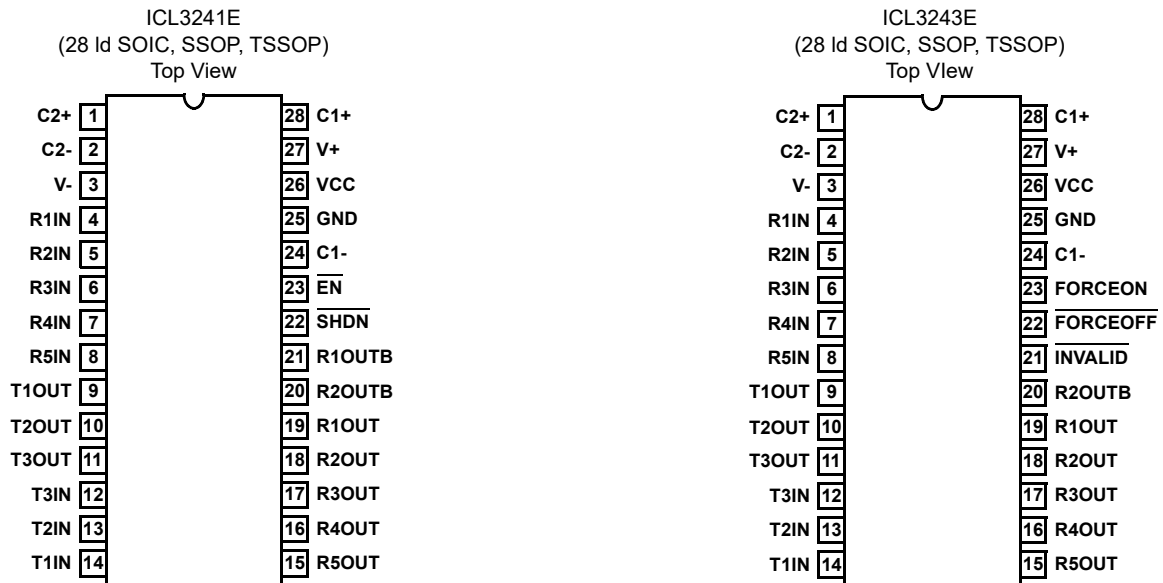 ICL3241E
(28 ld SOIC, SSOP, TSSOP)
Top View
C2+ 1 28 C1+
C2- 2 27 V+
V- 3 26 VCC
R1IN 4 25 GND
R2IN 5 24 C1-
R3IN 6 23 E̅N̅
R4IN 7 22 S̅H̅D̅N̅
R5IN 8 21 R1OUTB
T1OUT 9 20 R2OUTB
T2OUT 10 19 R1OUT
T3OUT 11 18 R2OUT
T3IN 12 17 R3OUT
T2IN 13 16 R4OUT
T1IN 14 15 R5OUT
ICL3243E
(28 ld SOIC, SSOP, TSSOP)
Top VIew
C2+ 1 28 C1+
C2- 2 27 V+
V- 3 26 VCC
R1IN 4 25 GND
R2IN 5 24 C1-
R3IN 6 23 FORCEON
R4IN 7 22 F̅O̅R̅C̅E̅O̅F̅F̅
R5IN 8 21 I̅N̅V̅A̅L̅I̅D̅
T1OUT 9 20 R2OUTB
T2OUT 10 19 R1OUT
T3OUT 11 18 R2OUT
T3IN 12 17 R3OUT
T2IN 13 16 R4OUT
T1IN 14 15 R5OUT